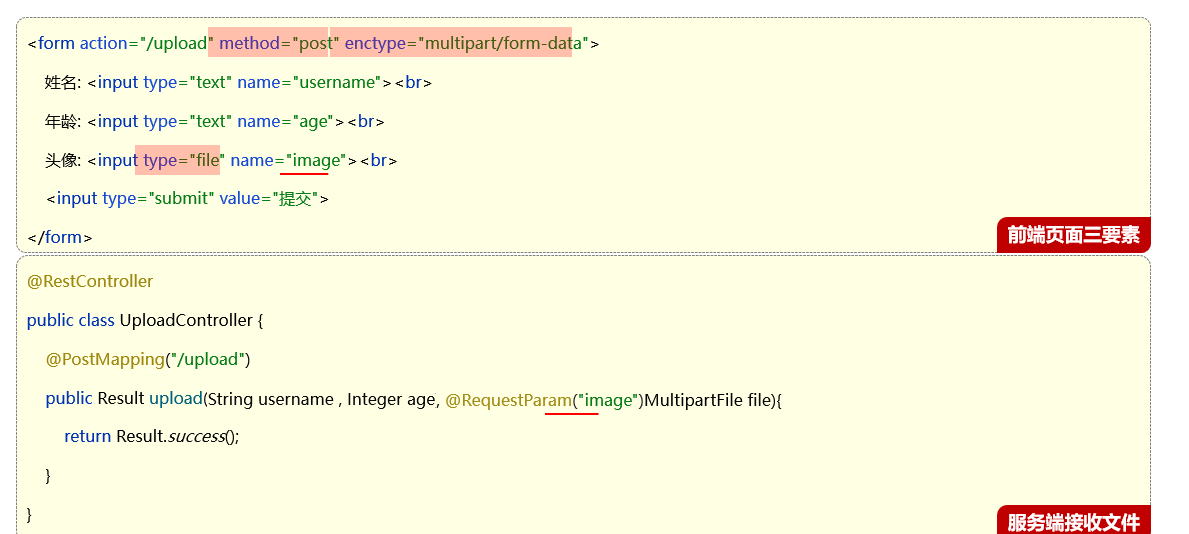 <form action="/upload" method="post" enctype="multipart/form-data">
姓名: <input type="text" name="username"><br>
年龄: <input type="text" name="age"><br>
头像: <input type="file" name="image"><br>
<input type="submit" value="提交">
</form>
前端页面三要素
@RestController
public class UploadController {
@PostMapping("/upload")
public Result upload(String username , Integer age, @RequestParam("image")MultipartFile file){
return Result.success();
}
}
服务端接收文件